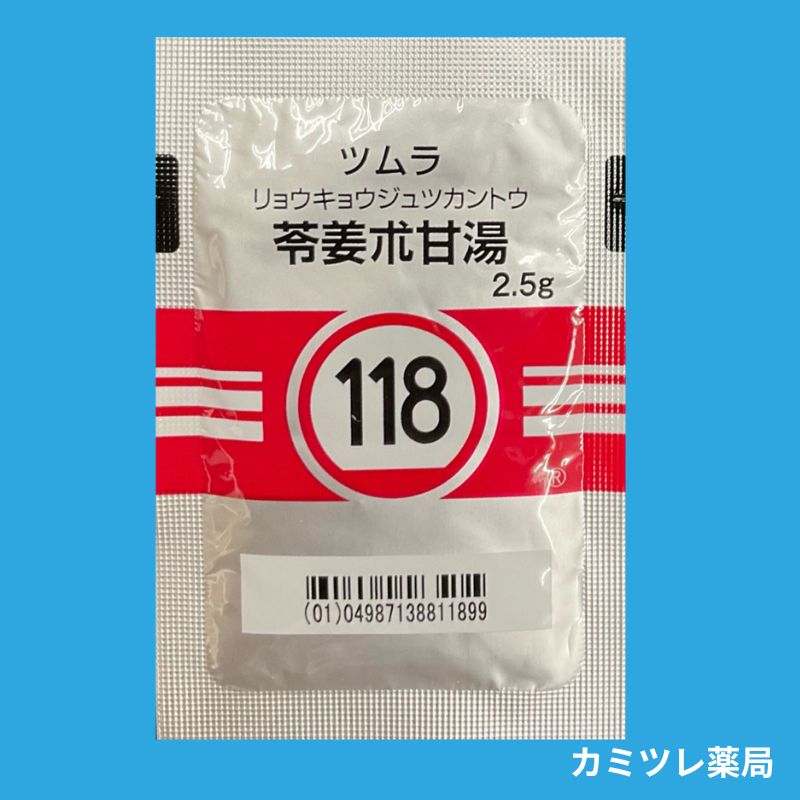 ツムラ
リョウキョウジュツカントウ
苓姜朮甘湯
2.5g
118
®
(01)04987138811899
カミツレ薬局